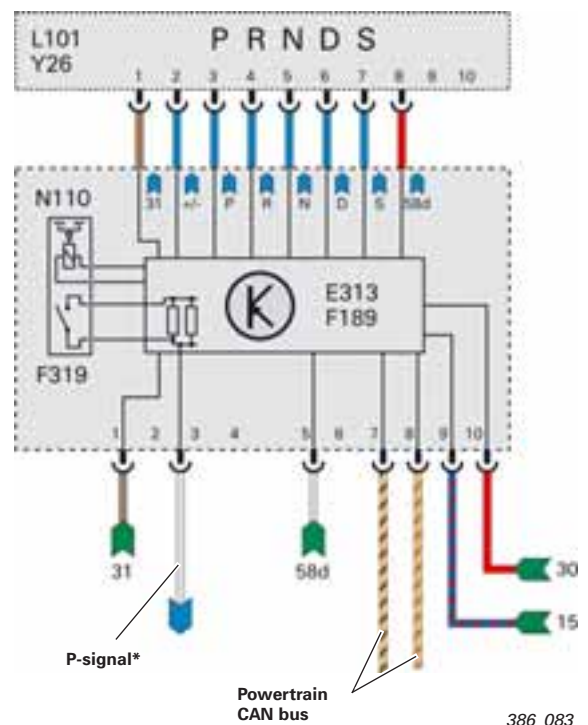 L101
Y26
P R N D S
1 2 3 4 5 6 7 8 9 10
31 +/- P R N D S 58d
N110
K
E313
F189
F319
1 2 3 4 5 6 7 8 9 10
31
58d
30
15
P-signal*
Powertrain
CAN bus
386_083